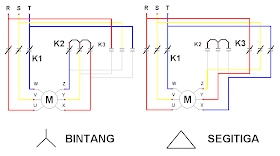 R S T
R S T
K2
K3
K2
K3
K1
K1
W Z
W Z
V M Y
V M Y
U X
U X
BINTANG
SEGITIGA